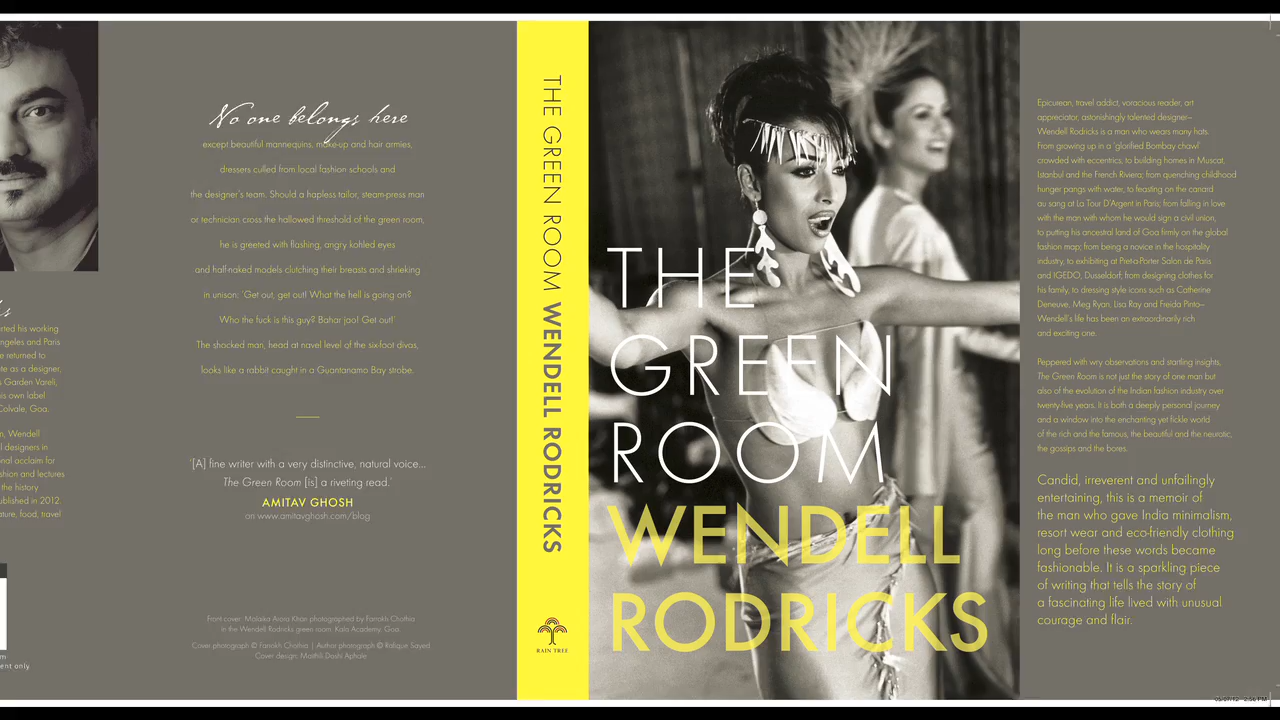 s
rted his working
ngeles and Paris
e returned to
te as a designer.
s Garden Vareli,
is own label
Colvale, Goa.
n, Wendell
l designers in
onal acclaim for
shion and lectures
the history
ublished in 2012.
ature, food, travel
m
ent only
No one belongs here
except beautiful mannequins, make-up and hair armies,
dressers culled from local fashion schools and
the designer's team. Should a hapless tailor, steam-press man
or technician cross the hallowed threshold of the green room,
he is greeted with flashing, angry kohled eyes
and half-naked models clutching their breasts and shrieking
in unison: 'Get out, get out! What the hell is going on?
Who the fuck is this guy? Bahar jao! Get out!'
The shocked man, head at navel level of the six-foot divas,
looks like a rabbit caught in a Guantanamo Bay strobe.
'[A] fine writer with a very distinctive, natural voice...
The Green Room [is] a riveting read.'
AMITAV GHOSH
on www.amitavghosh.com/blog
Front cover: Malaika Arora Khan photographed by Farrokh Chothia
in the Wendell Rodricks green room. Kala Academy. Goa
Cover photograph © Farrokh Chothia | Author photograph © Rafique Sayed
Cover design: Maithili Doshi Aphale
THE GREEN ROOM WENDELL RODRICKS
RAIN TREE
THE
GREEN
ROOM
WENDELL
RODRICKS
Epicurean, travel addict, voracious reader, art
appreciator, astonishingly talented designer–
Wendell Rodricks is a man who wears many hats.
From growing up in a 'glorified Bombay chawl'
crowded with eccentrics, to building homes in Muscat,
Istanbul and the French Riviera; from quenching childhood
hunger pangs with water, to feasting on the canard
au sang at La Tour D'Argent in Paris; from falling in love
with the man with whom he would sign a civil union,
to putting his ancestral land of Goa firmly on the global
fashion map; from being a novice in the hospitality
industry, to exhibiting at Pret-a-Porter Salon de Paris
and IGEDO, Dusseldorf; from designing clothes for
his family, to dressing style icons such as Catherine
Deneuve, Meg Ryan, Lisa Ray and Freida Pinto–
Wendell's life has been an extraordinarily rich
and exciting one.
Peppered with wry observations and startling insights,
The Green Room is not just the story of one man but
also of the evolution of the Indian fashion industry over
twenty-five years. It is both a deeply personal journey
and a window into the enchanting yet fickle world
of the rich and the famous, the beautiful and the neurotic,
the gossips and the bores.
Candid, irreverent and unfailingly
entertaining, this is a memoir of
the man who gave India minimalism,
resort wear and eco-friendly clothing
long before these words became
fashionable. It is a sparkling piece
of writing that tells the story of
a fascinating life lived with unusual
courage and flair.
05/07/12 2:56 PM